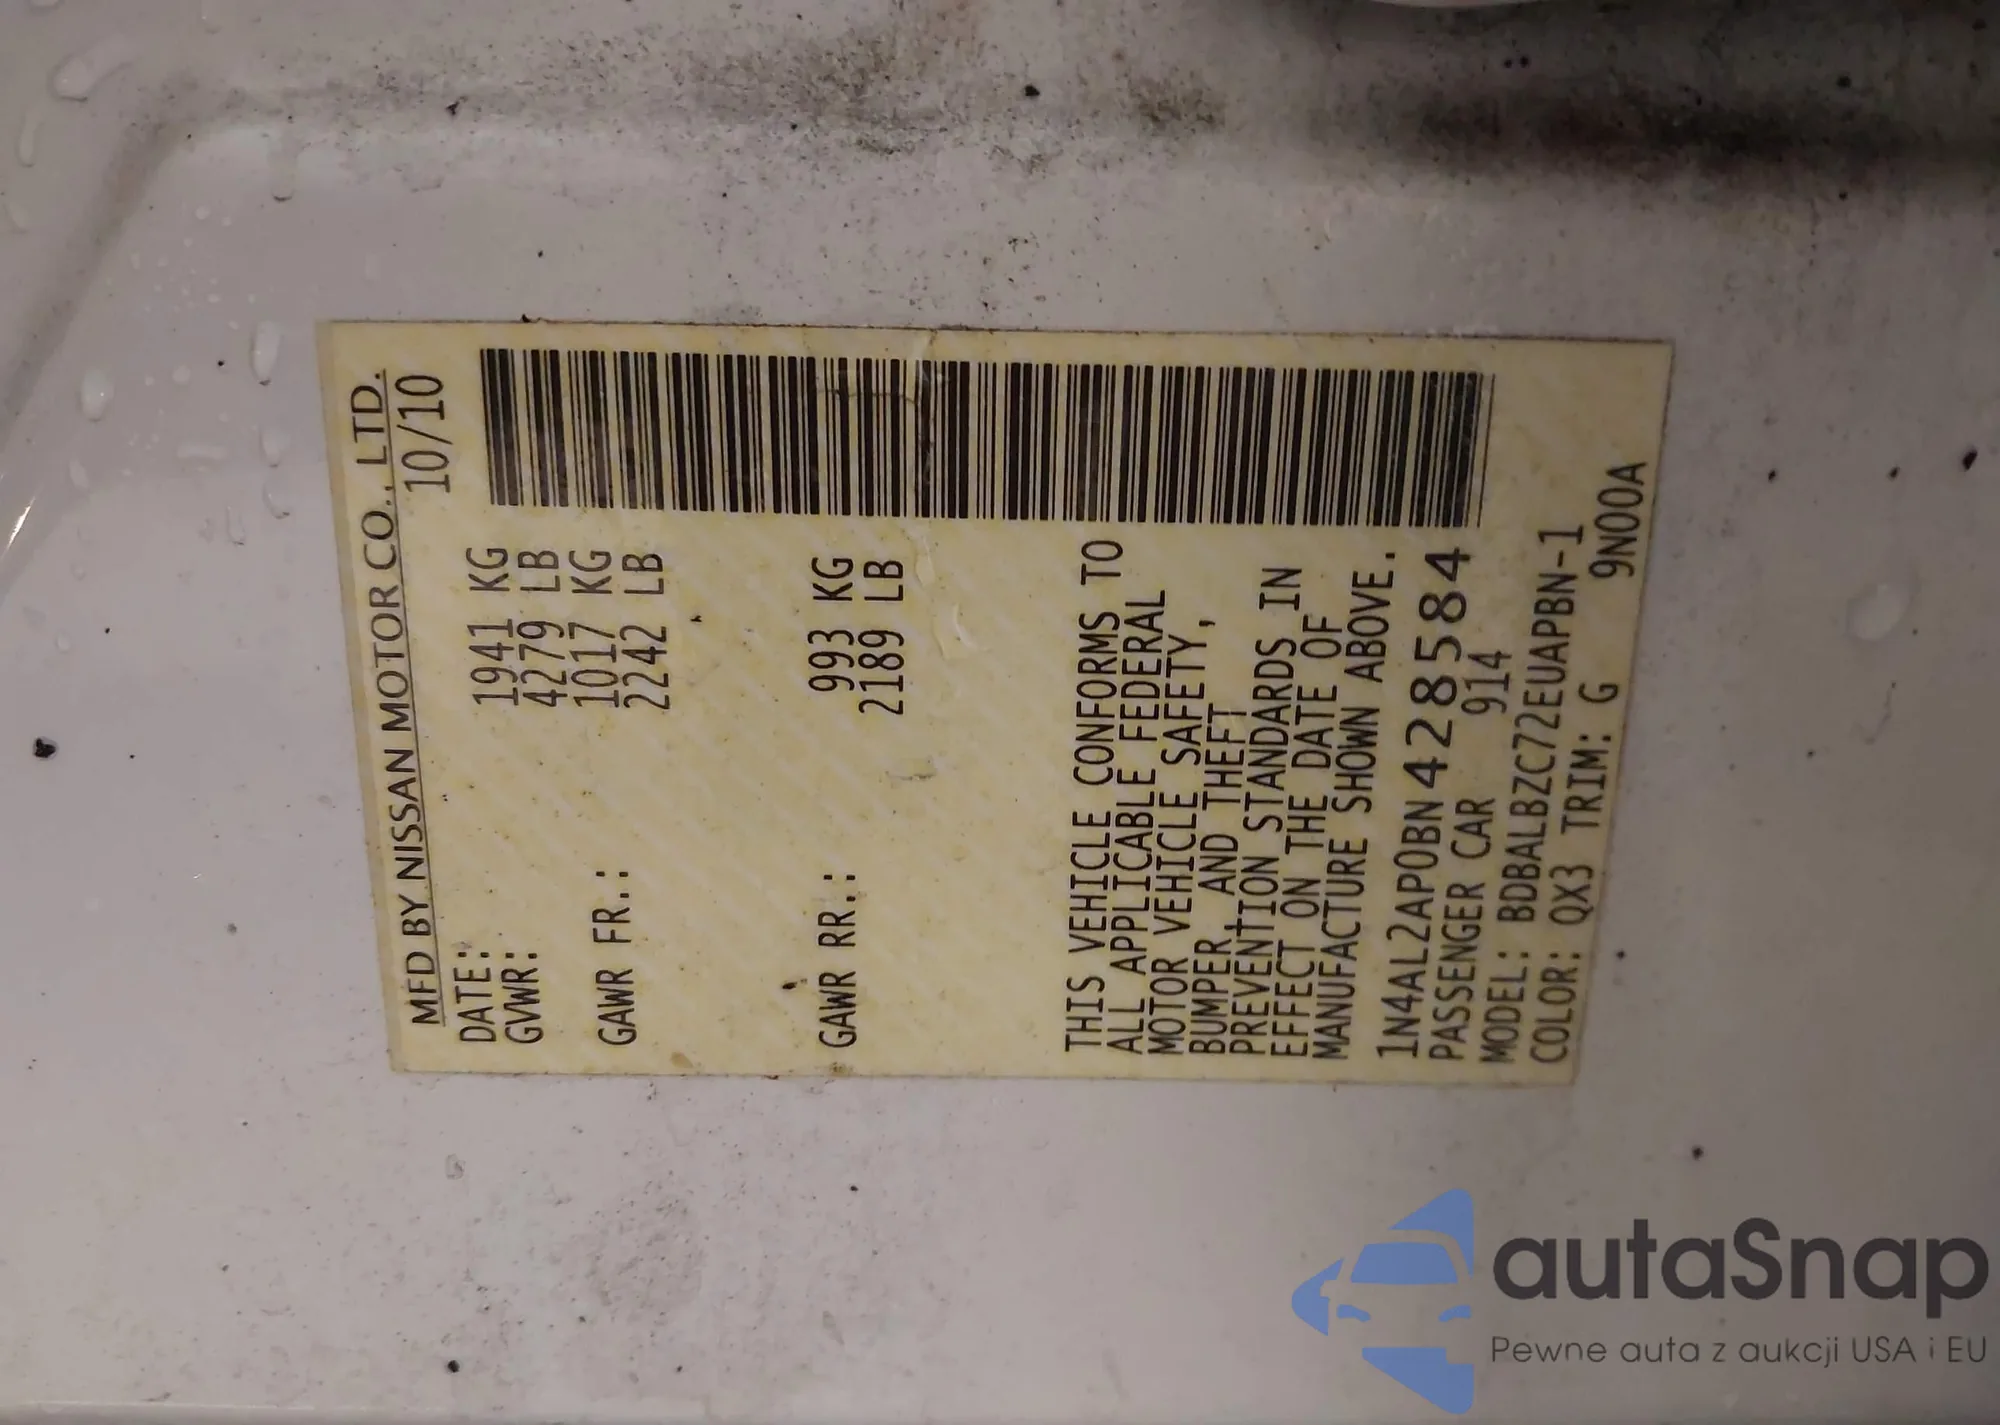 MFD BY NISSAN MOTOR CO., LTD.
DATE: 10/10
GVWR: 1941 KG
4279 LB
GAWR FR.: 1017 KG
2242 LB
GAWR RR.: 993 KG
2189 LB
THIS VEHICLE CONFORMS TO
ALL APPLICABLE FEDERAL
MOTOR VEHICLE SAFETY,
BUMPER, AND THEFT
PREVENTION STANDARDS IN
EFFECT ON THE DATE OF
MANUFACTURE SHOWN ABOVE.
1N4AL2AP0BN428584
PASSENGER CAR 914
MODEL: BDBALBZC72EUAPBN-1
COLOR: QX3 TRIM: G 9N00A
autaSnap
Pewne auta z aukcji USA i EU